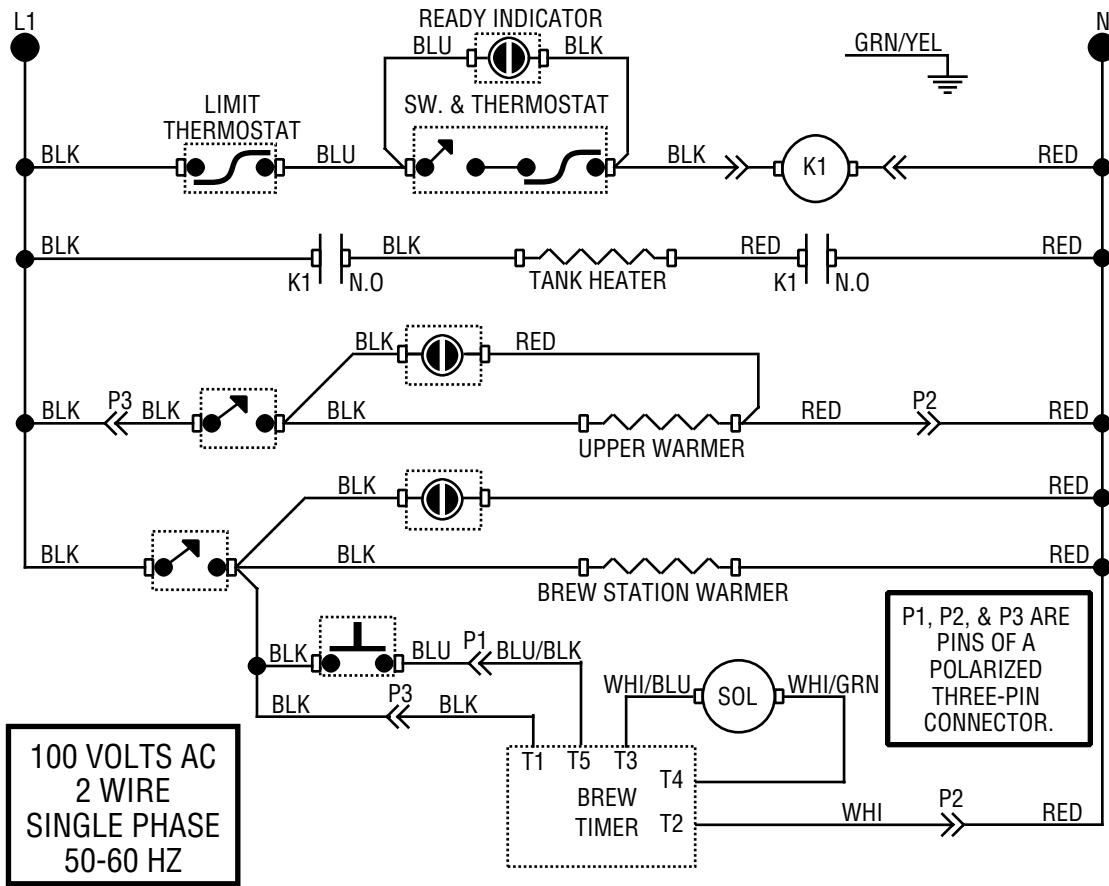 L1
READY INDICATOR
N
BLU
BLK
GRN/YEL
LIMIT
THERMOSTAT
SW. & THERMOSTAT
BLK
BLU
BLK
K1
RED
BLK
BLK
RED
RED
K1
N.O
TANK HEATER
K1
N.O
BLK
RED
BLK
P3
BLK
BLK
RED
P2
RED
UPPER WARMER
BLK
RED
BLK
BLK
RED
BREW STATION WARMER
P1, P2, & P3 ARE
PINS OF A
POLARIZED
THREE-PIN
CONNECTOR.
BLK
BLU
P1
BLU/BLK
WHI/BLU
SOL
WHI/GRN
BLK
P3
BLK
T1
T5
T3
T4
BREW
TIMER
T2
WHI
P2
RED
100 VOLTS AC
2 WIRE
SINGLE PHASE
50-60 HZ